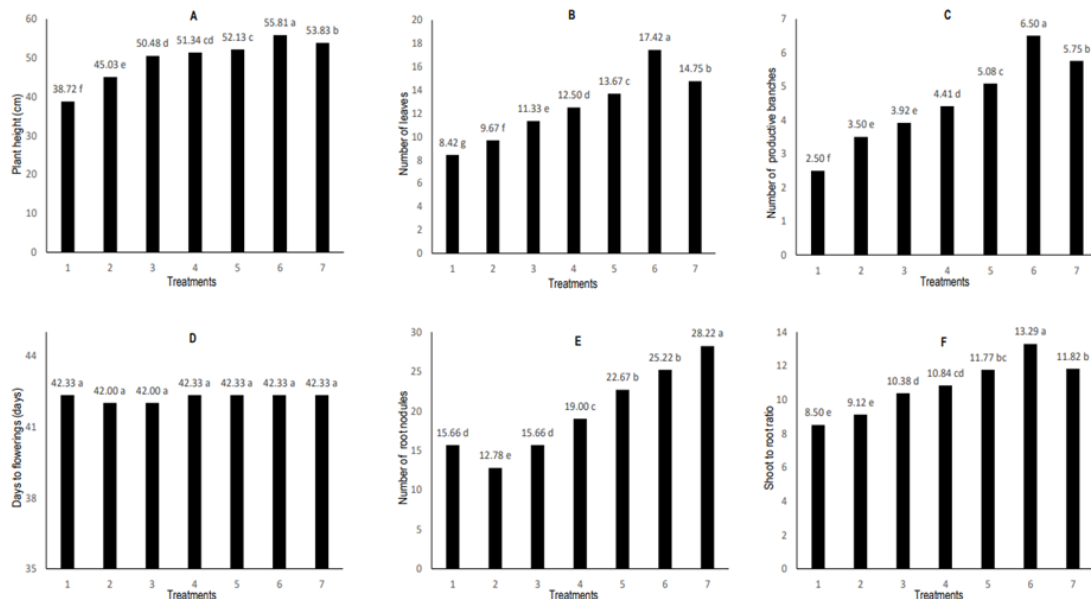 A
Plant height (cm)
60
50
40
30
20
10
0
38.72 f
45.03 e
50.48 d
51.34 cd
52.13 c
55.81 a
53.83 b
1 2 3 4 5 6 7
Treatments
B
Number of leaves
20
18
16
14
12
10
8
6
4
2
0
8.42 g
9.67 f
11.33 e
12.50 d
13.67 c
17.42 a
14.75 b
1 2 3 4 5 6 7
Treatments
C
Number of productive branches
7
6
5
4
3
2
1
0
2.50 f
3.50 e
3.92 e
4.41 d
5.08 c
6.50 a
5.75 b
1 2 3 4 5 6 7
Treatments
D
Days to flowerings (days)
44
41
38
35
42.33 a
42.00 a
42.00 a
42.33 a
42.33 a
42.33 a
42.33 a
1 2 3 4 5 6 7
Treatments
E
Number of root nodules
30
25
20
15
10
5
0
15.66 d
12.78 e
15.66 d
19.00 c
22.67 b
25.22 b
28.22 a
1 2 3 4 5 6 7
Treatments
F
Shoot to root ratio
14
12
10
8
6
4
2
0
8.50 e
9.12 e
10.38 d
10.84 cd
11.77 bc
13.29 a
11.82 b
1 2 3 4 5 6 7
Treatments